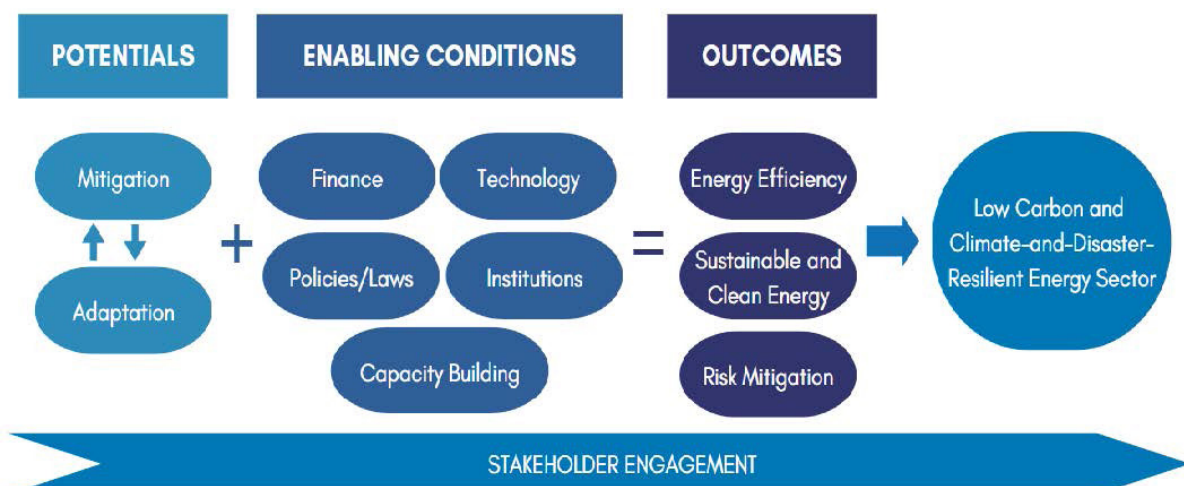 POTENTIALS
ENABLING CONDITIONS
OUTCOMES
Mitigation
Adaptation
+
Finance
Technology
Policies/Laws
Institutions
Capacity Building
=
Energy Efficiency
Sustainable and
Clean Energy
Risk Mitigation
Low Carbon and
Climate-and-Disaster-
Resilient Energy Sector
STAKEHOLDER ENGAGEMENT